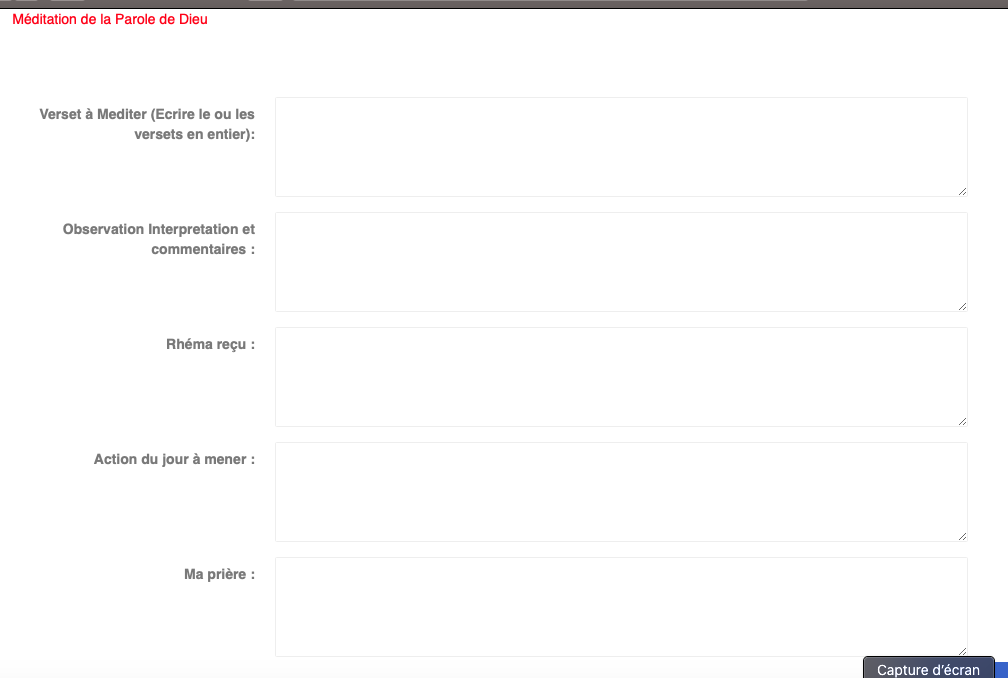 Méditation de la Parole de Dieu
Verset à Mediter (Ecrire le ou les
versets en entier):
Observation Interpretation et
commentaires :
Rhéma reçu :
Action du jour à mener :
Ma prière :
Capture d'écran